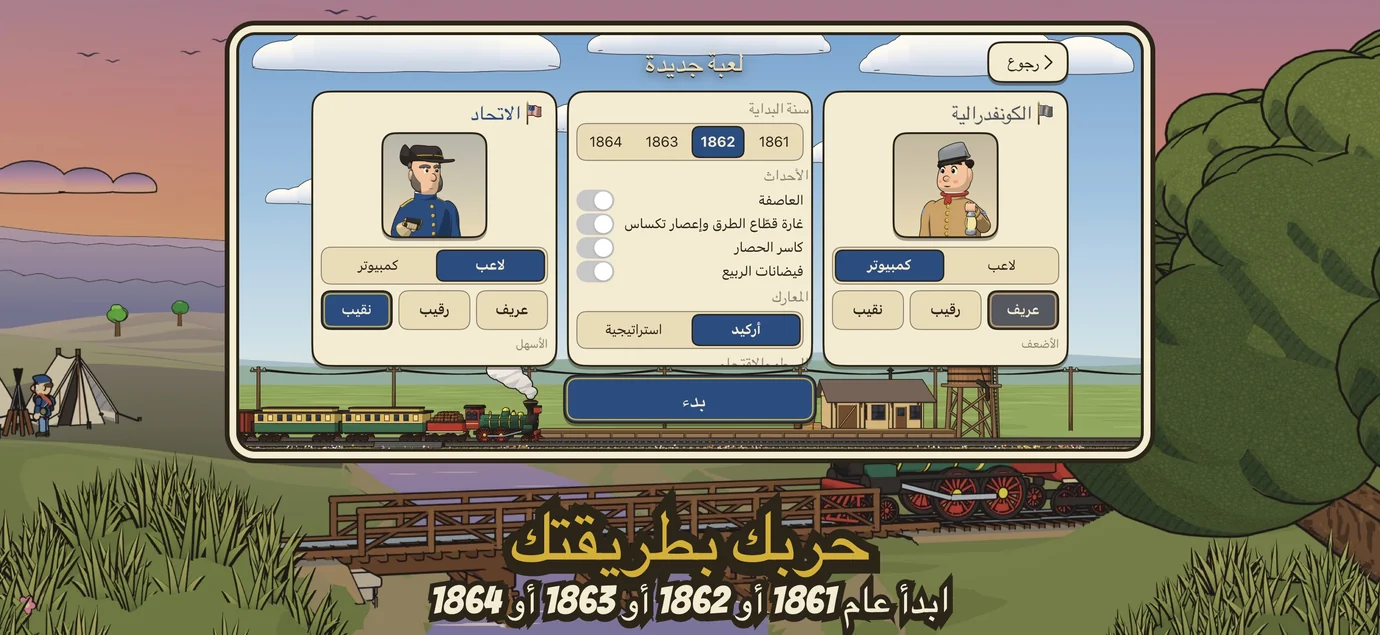 رجوع
لعبة جديدة
الكونفدرالية
لاعب
كمبيوتر
عريف
رقيب
نقيب
الأضعف
سنة البداية
1861
1862
1863
1864
الأحداث
العاصفة
غارة قطّاع الطرق وإعصار تكساس
كاسر الحصار
فيضانات الربيع
المعارك
أركيد
استراتيجية
الاتحاد
لاعب
كمبيوتر
عريف
رقيب
نقيب
الأسهل
بدء
حربك بطريقتك
ابدأ عام 1861 أو 1862 أو 1863 أو 1864